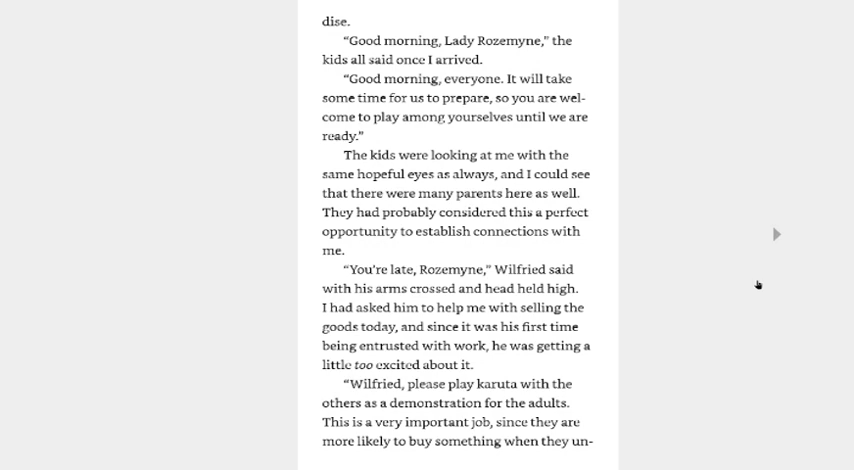 dise.
“Good morning, Lady Rozemyne,” the
kids all said once I arrived.
“Good morning, everyone. It will take
some time for us to prepare, so you are wel-
come to play among yourselves until we are
ready.”
The kids were looking at me with the
same hopeful eyes as always, and I could see
that there were many parents here as well.
They had probably considered this a perfect
opportunity to establish connections with
me.
“You’re late, Rozemyne,” Wilfried said
with his arms crossed and head held high.
I had asked him to help me with selling the
goods today, and since it was his first time
being entrusted with work, he was getting a
little too excited about it.
“Wilfried, please play karuta with the
others as a demonstration for the adults.
This is a very important job, since they are
more likely to buy something when they un-